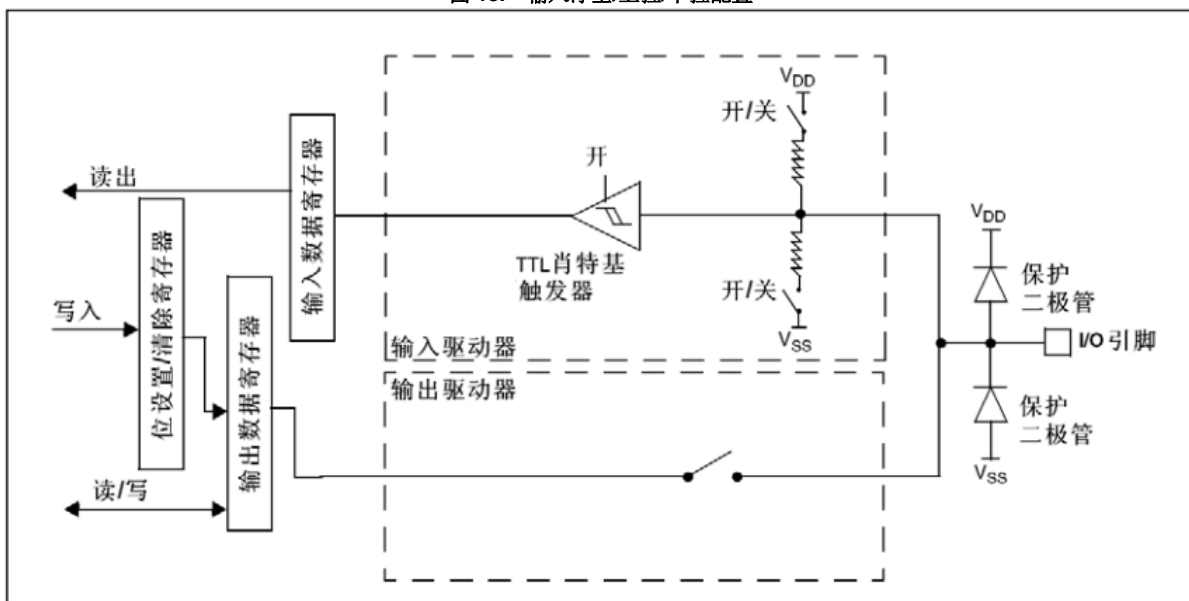 V_DD
开/关
开
TTL肖特基
触发器
开/关
V_SS
输入驱动器
输出驱动器
读出
写入
读/写
位设置/清除寄存器
输入数据寄存器
输出数据寄存器
V_DD
保护
二极管
I/O 引脚
保护
二极管
V_SS